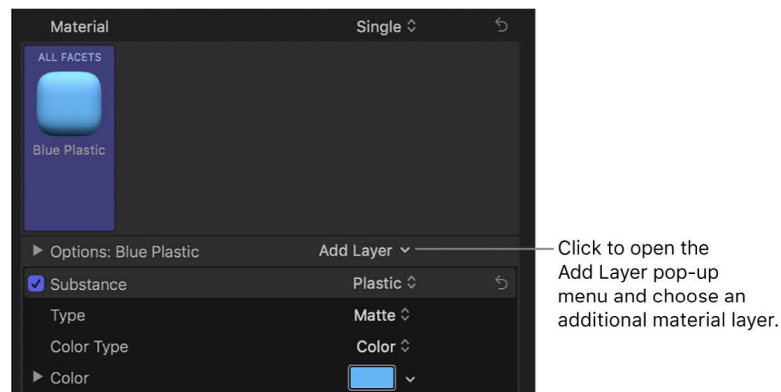 Material Single
ALL FACETS
Blue Plastic
Options: Blue Plastic Add Layer
Substance Plastic
Type Matte
Color Type Color
Color
Click to open the
Add Layer pop-up
menu and choose an
additional material layer.